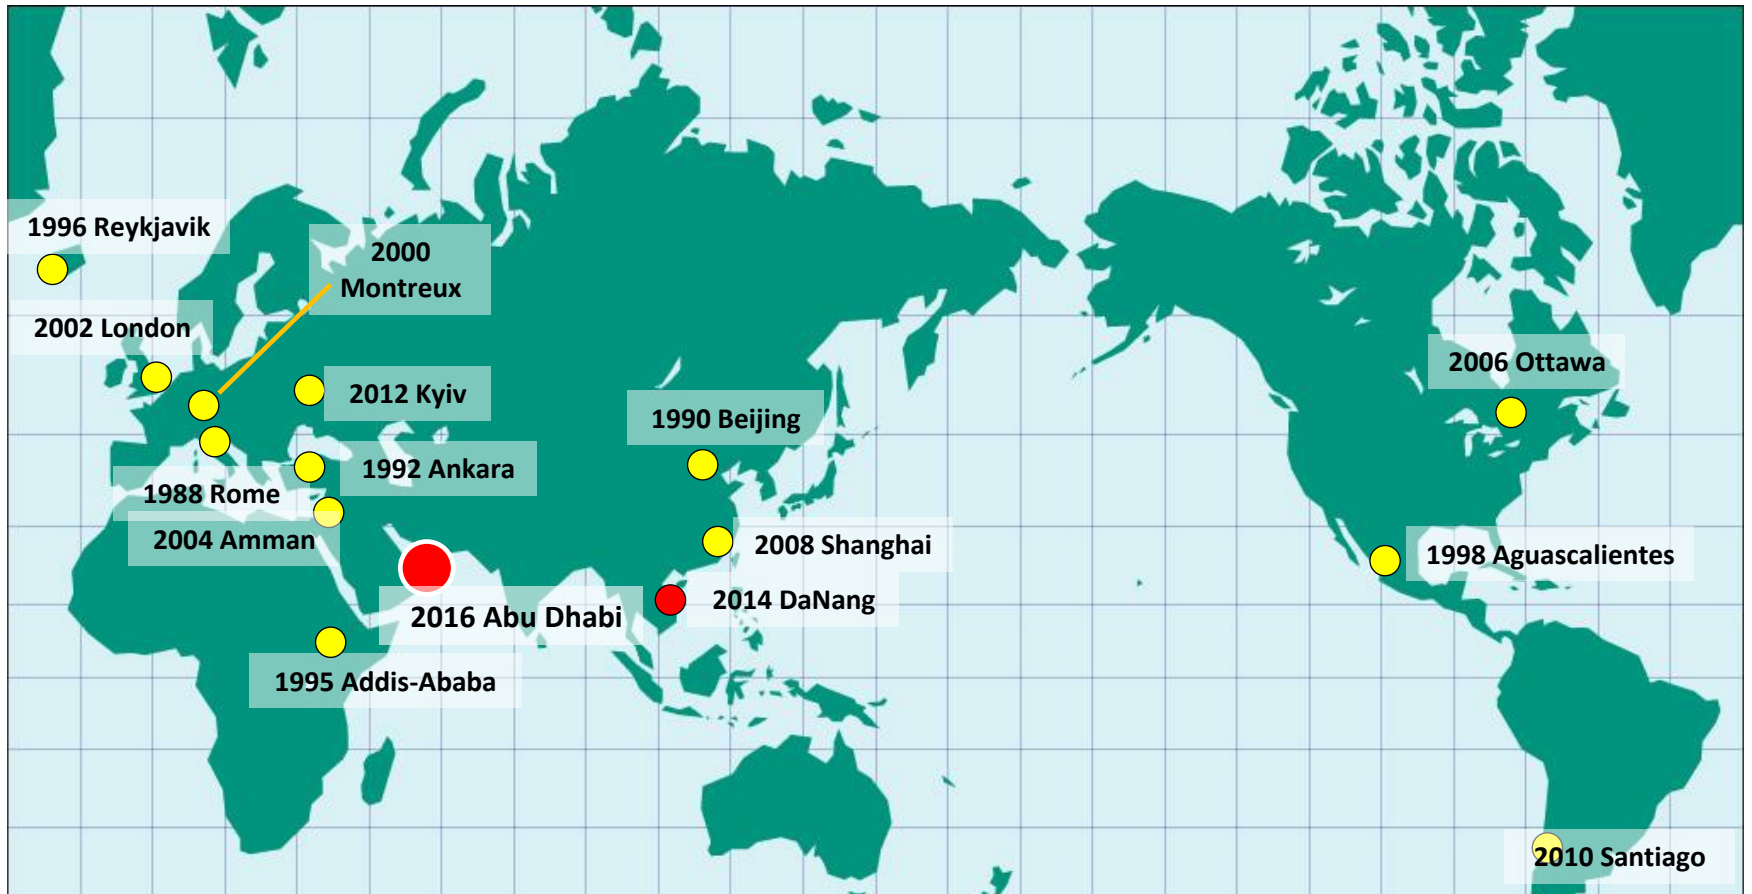 1996 Reykjavik
2000
Montreux
2002 London
2006 Ottawa
2012 Kyiv
1990 Beijing
1992 Ankara
1988 Rome
2004 Amman
2008 Shanghai
1998 Aguascalientes
2014 DaNang
2016 Abu Dhabi
1995 Addis-Ababa
2010 Santiago